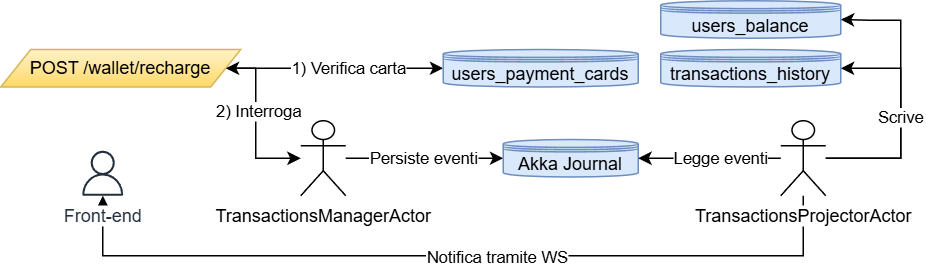 users_balance
POST /wallet/recharge
1) Verifica carta
users_payment_cards
transactions_history
2) Interroga
Scrive
Persiste eventi
Akka Journal
Legge eventi
Front-end
TransactionsManagerActor
TransactionsProjectorActor
Notifica tramite WS